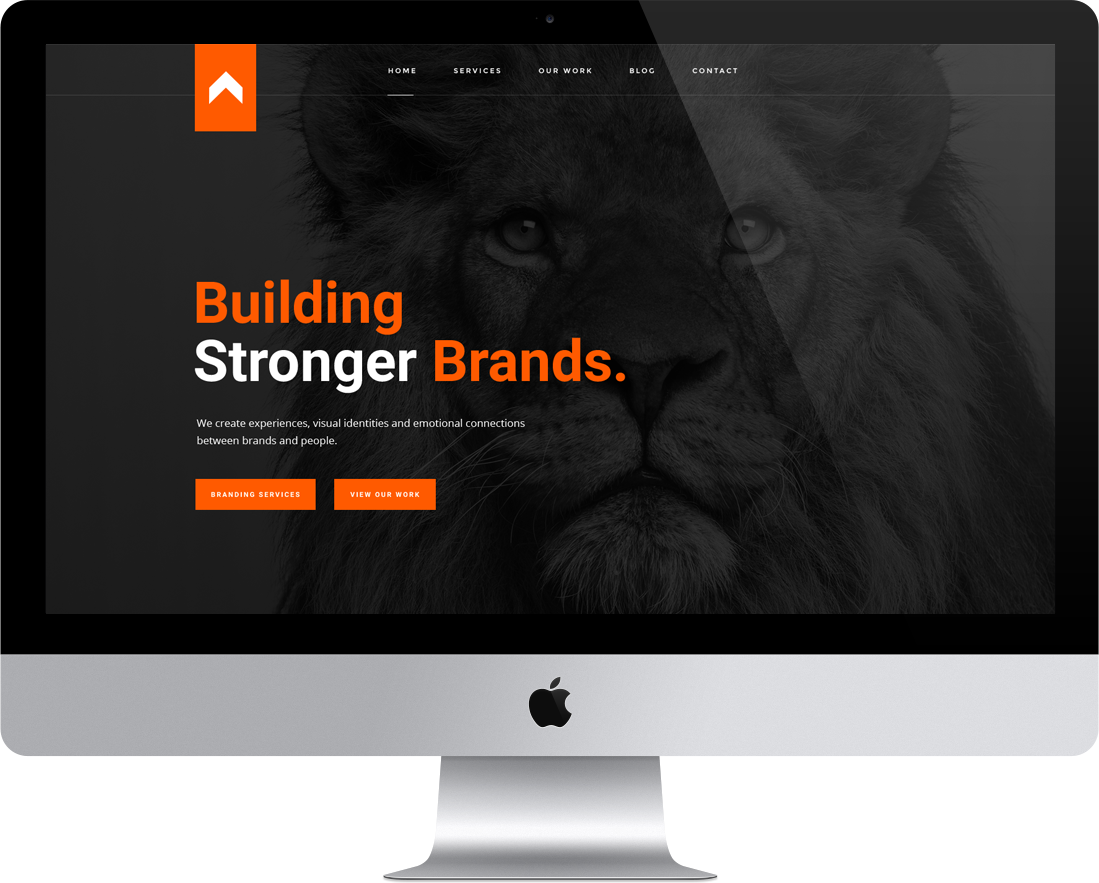 HOME SERVICES OUR WORK BLOG CONTACT
Building
Stronger Brands.
We create experiences, visual identities and emotional connections
between brands and people.
BRANDING SERVICES VIEW OUR WORK